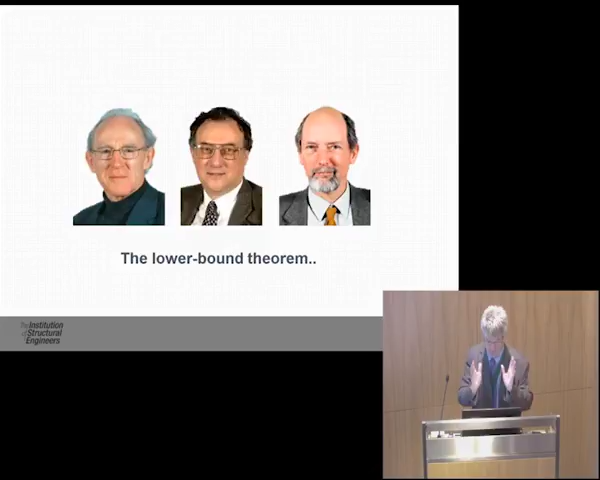 The lower-bound theorem..
The Institution
of Structural
Engineers